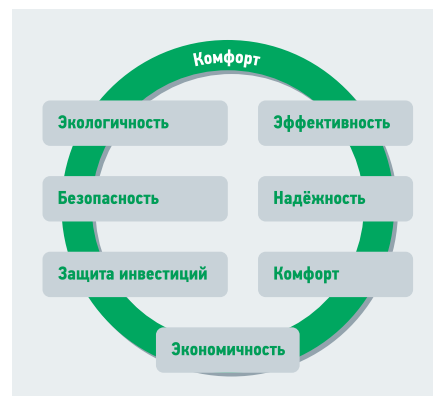 Комфорт
Экологичность
Эффективность
Безопасность
Надёжность
Защита инвестиций
Комфорт
Экономичность